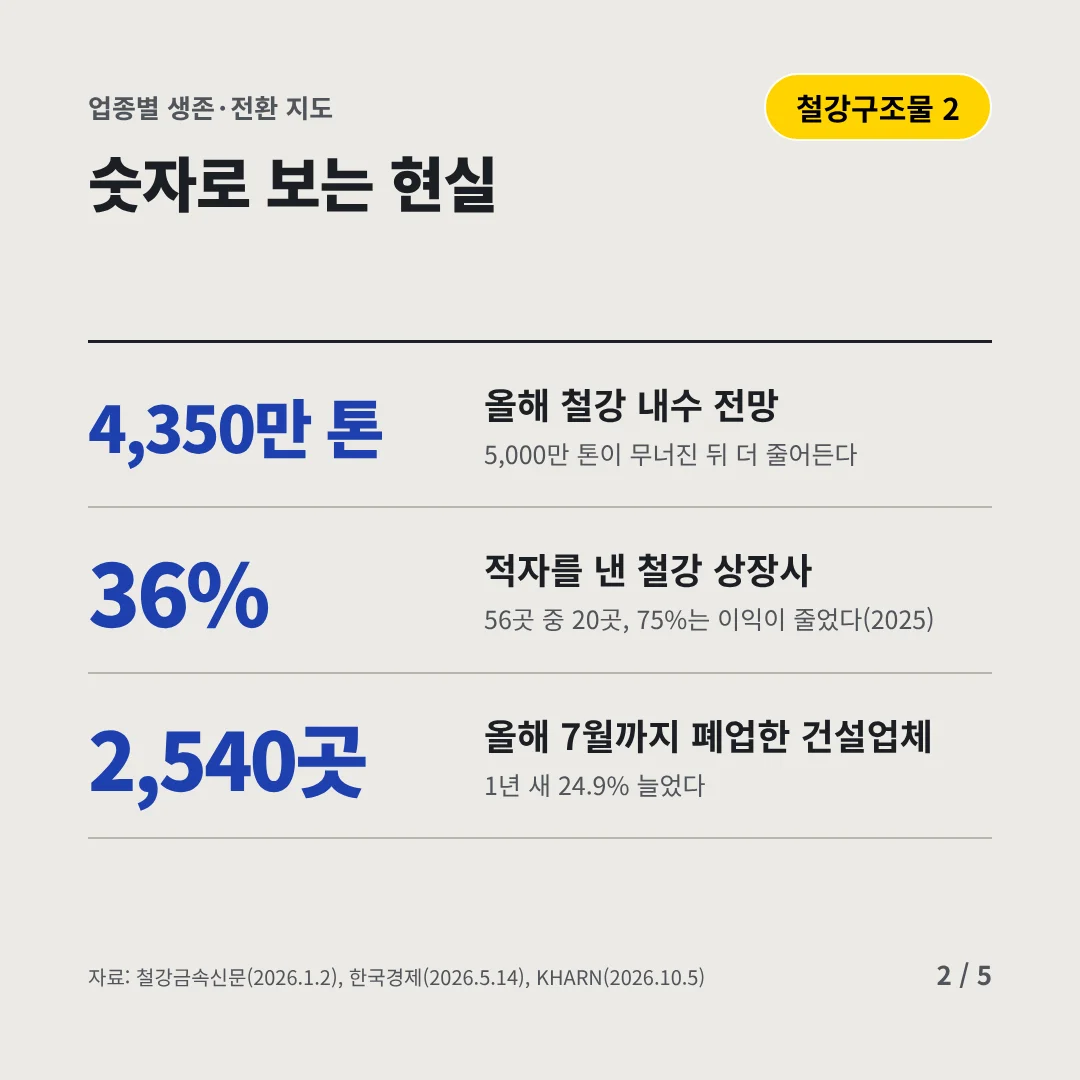 업종별 생존·전환 지도
철강구조물 2
숫자로 보는 현실
4,350만 톤
올해 철강 내수 전망
5,000만 톤이 무너진 뒤 더 줄어든다
36%
적자를 낸 철강 상장사
56곳 중 20곳, 75%는 이익이 줄었다(2025)
2,540곳
올해 7월까지 폐업한 건설업체
1년 새 24.9% 늘었다
자료: 철강금속신문(2026.1.2), 한국경제(2026.5.14), KHARN(2026.10.5)
2 / 5